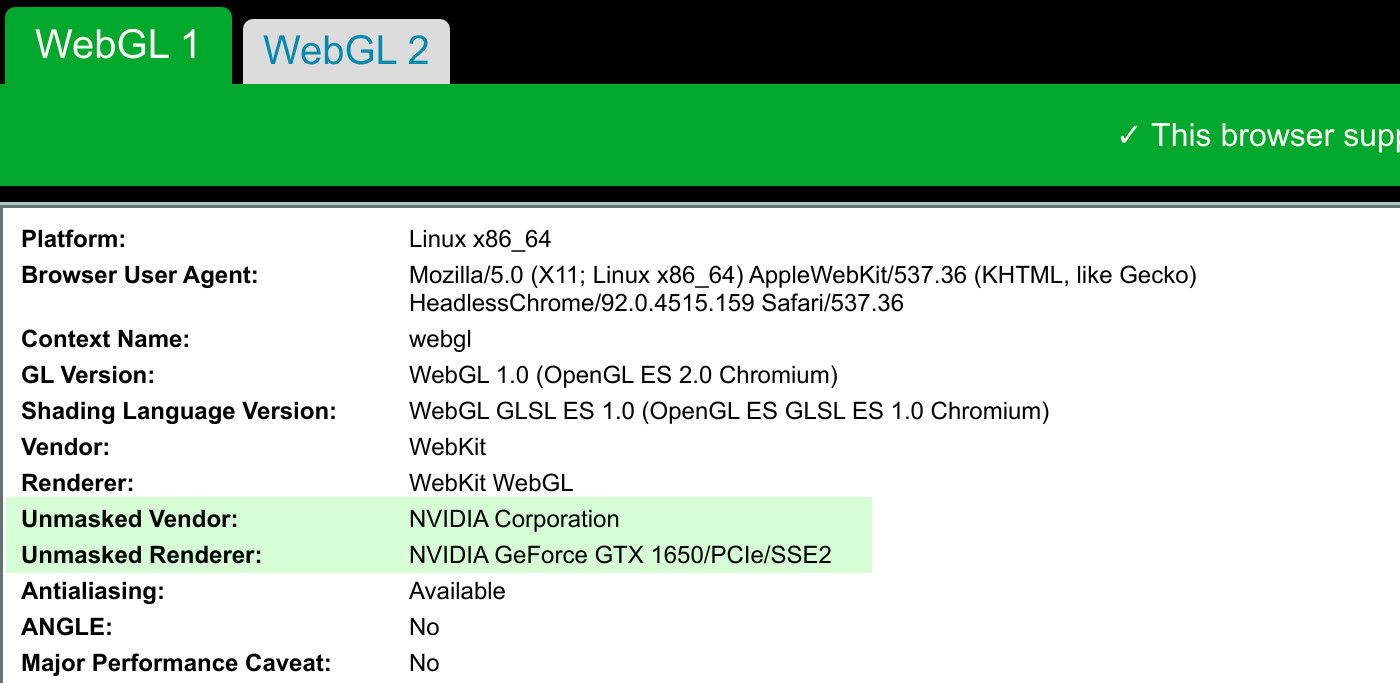 WebGL 1
WebGL 2
✓ This browser supp
Platform: Linux x86_64
Browser User Agent: Mozilla/5.0 (X11; Linux x86_64) AppleWebKit/537.36 (KHTML, like Gecko)
HeadlessChrome/92.0.4515.159 Safari/537.36
Context Name: webgl
GL Version: WebGL 1.0 (OpenGL ES 2.0 Chromium)
Shading Language Version: WebGL GLSL ES 1.0 (OpenGL ES GLSL ES 1.0 Chromium)
Vendor: WebKit
Renderer: WebKit WebGL
Unmasked Vendor: NVIDIA Corporation
Unmasked Renderer: NVIDIA GeForce GTX 1650/PCIe/SSE2
Antialiasing: Available
ANGLE: No
Major Performance Caveat: No